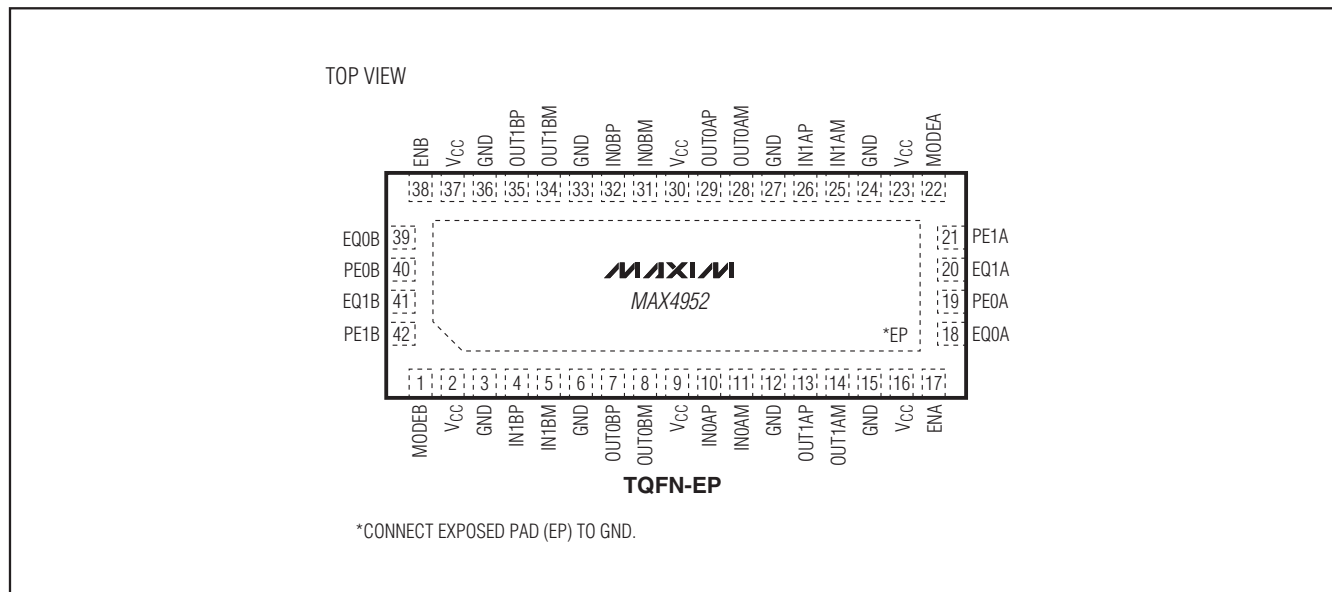 TOP VIEW
ENB
VCC
GND
OUT1BP
OUT1BM
GND
IN0BP
IN0BM
VCC
OUT0AP
OUT0AM
GND
IN1AP
IN1AM
GND
VCC
MODEA
38 37 36 35 34 33 32 31 30 29 28 27 26 25 24 23 22
EQ0B 39
PE0B 40
EQ1B 41
PE1B 42
MAXIM
MAX4952
*EP
21 PE1A
20 EQ1A
19 PE0A
18 EQ0A
1 2 3 4 5 6 7 8 9 10 11 12 13 14 15 16 17
MODEB
VCC
GND
IN1BP
IN1BM
GND
OUT0BP
OUT0BM
VCC
IN0AP
IN0AM
GND
OUT1AP
OUT1AM
GND
VCC
ENA
TQFN-EP
*CONNECT EXPOSED PAD (EP) TO GND.